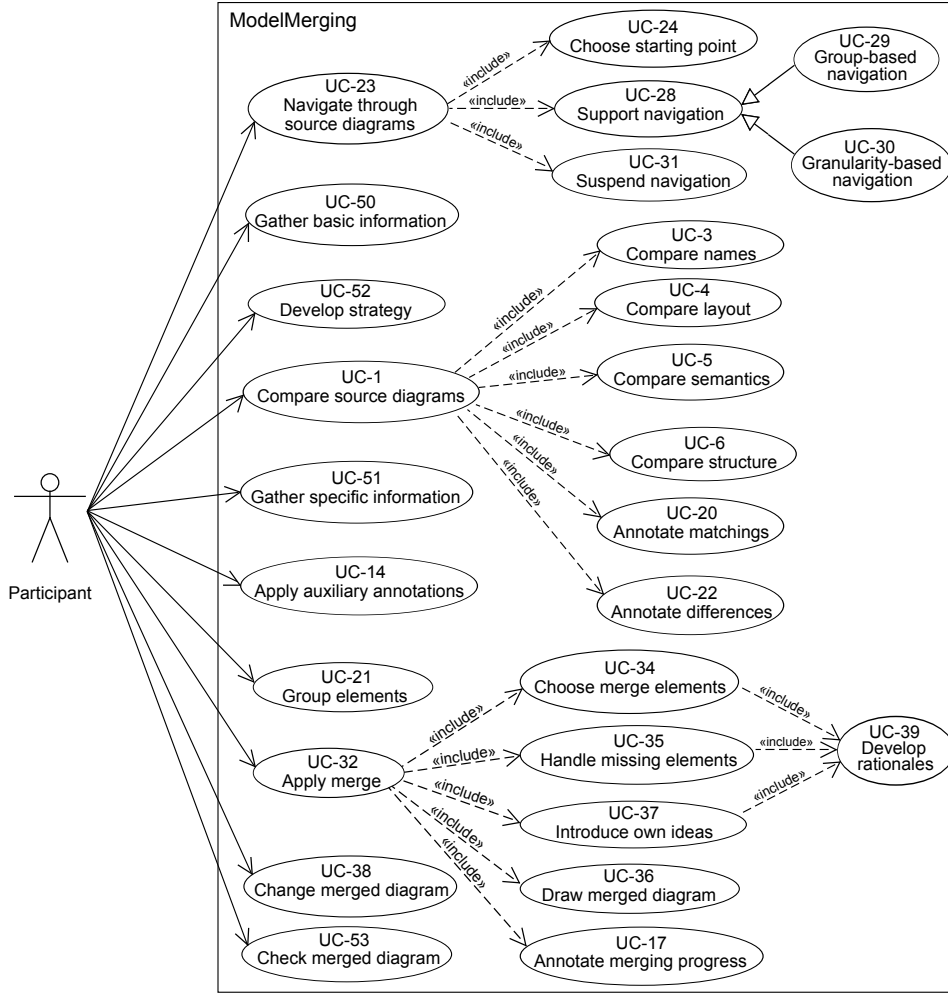 ModelMerging
UC-24
Choose starting point
UC-29
Group-based
navigation
«include»
UC-23
Navigate through
source diagrams
«include»
UC-28
Support navigation
«include»
UC-30
Granularity-based
navigation
UC-31
Suspend navigation
UC-50
Gather basic information
UC-3
Compare names
UC-52
Develop strategy
«include»
UC-4
Compare layout
«include»
UC-1
Compare source diagrams
«include»
UC-5
Compare semantics
«include»
UC-6
Compare structure
«include»
«include»
UC-51
Gather specific information
UC-20
Annotate matchings
Participant
UC-14
Apply auxiliary annotations
UC-22
Annotate differences
UC-21
Group elements
UC-34
Choose merge elements
«include»
«include»
UC-32
Apply merge
«include»
UC-35
Handle missing elements
«include»
UC-39
Develop
rationales
«include»
UC-37
Introduce own ideas
«include»
«include»
«include»
UC-38
Change merged diagram
UC-36
Draw merged diagram
UC-53
Check merged diagram
UC-17
Annotate merging progress